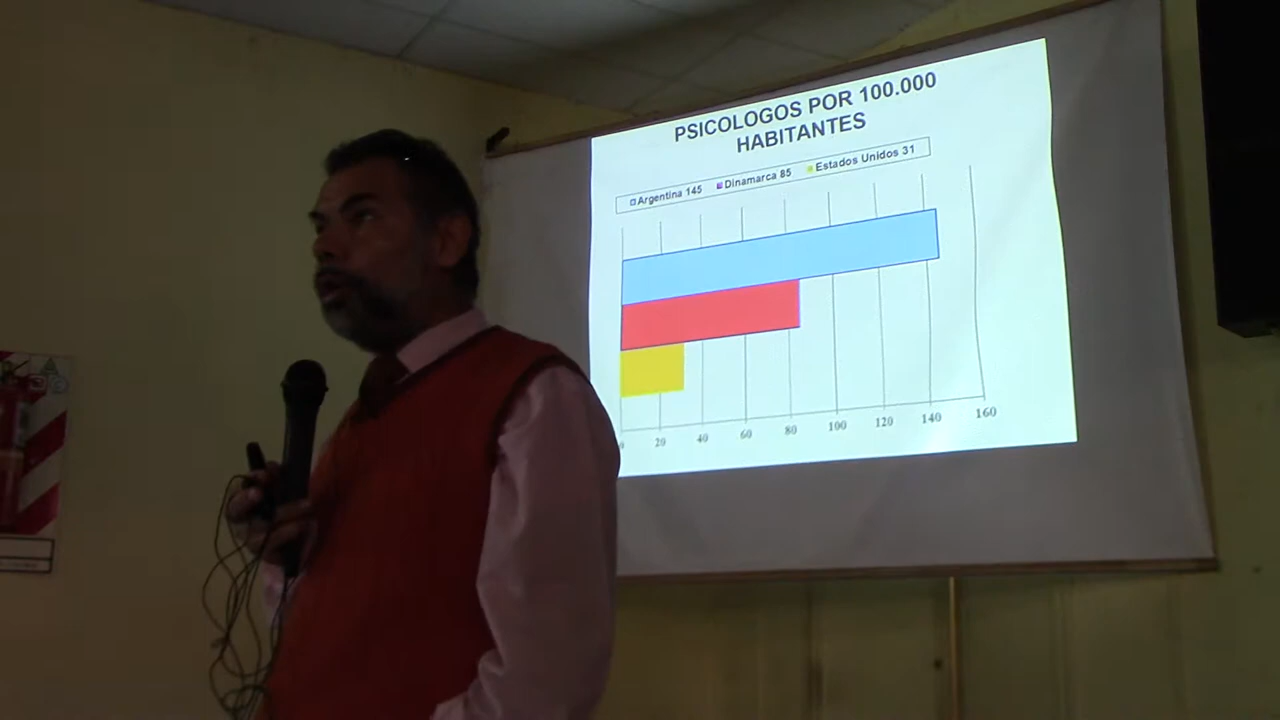 PSICOLOGOS POR 100.000
HABITANTES
Argentina 145 Dinamarca 85 Estados Unidos 31
20 40 60 80 100 120 140 160